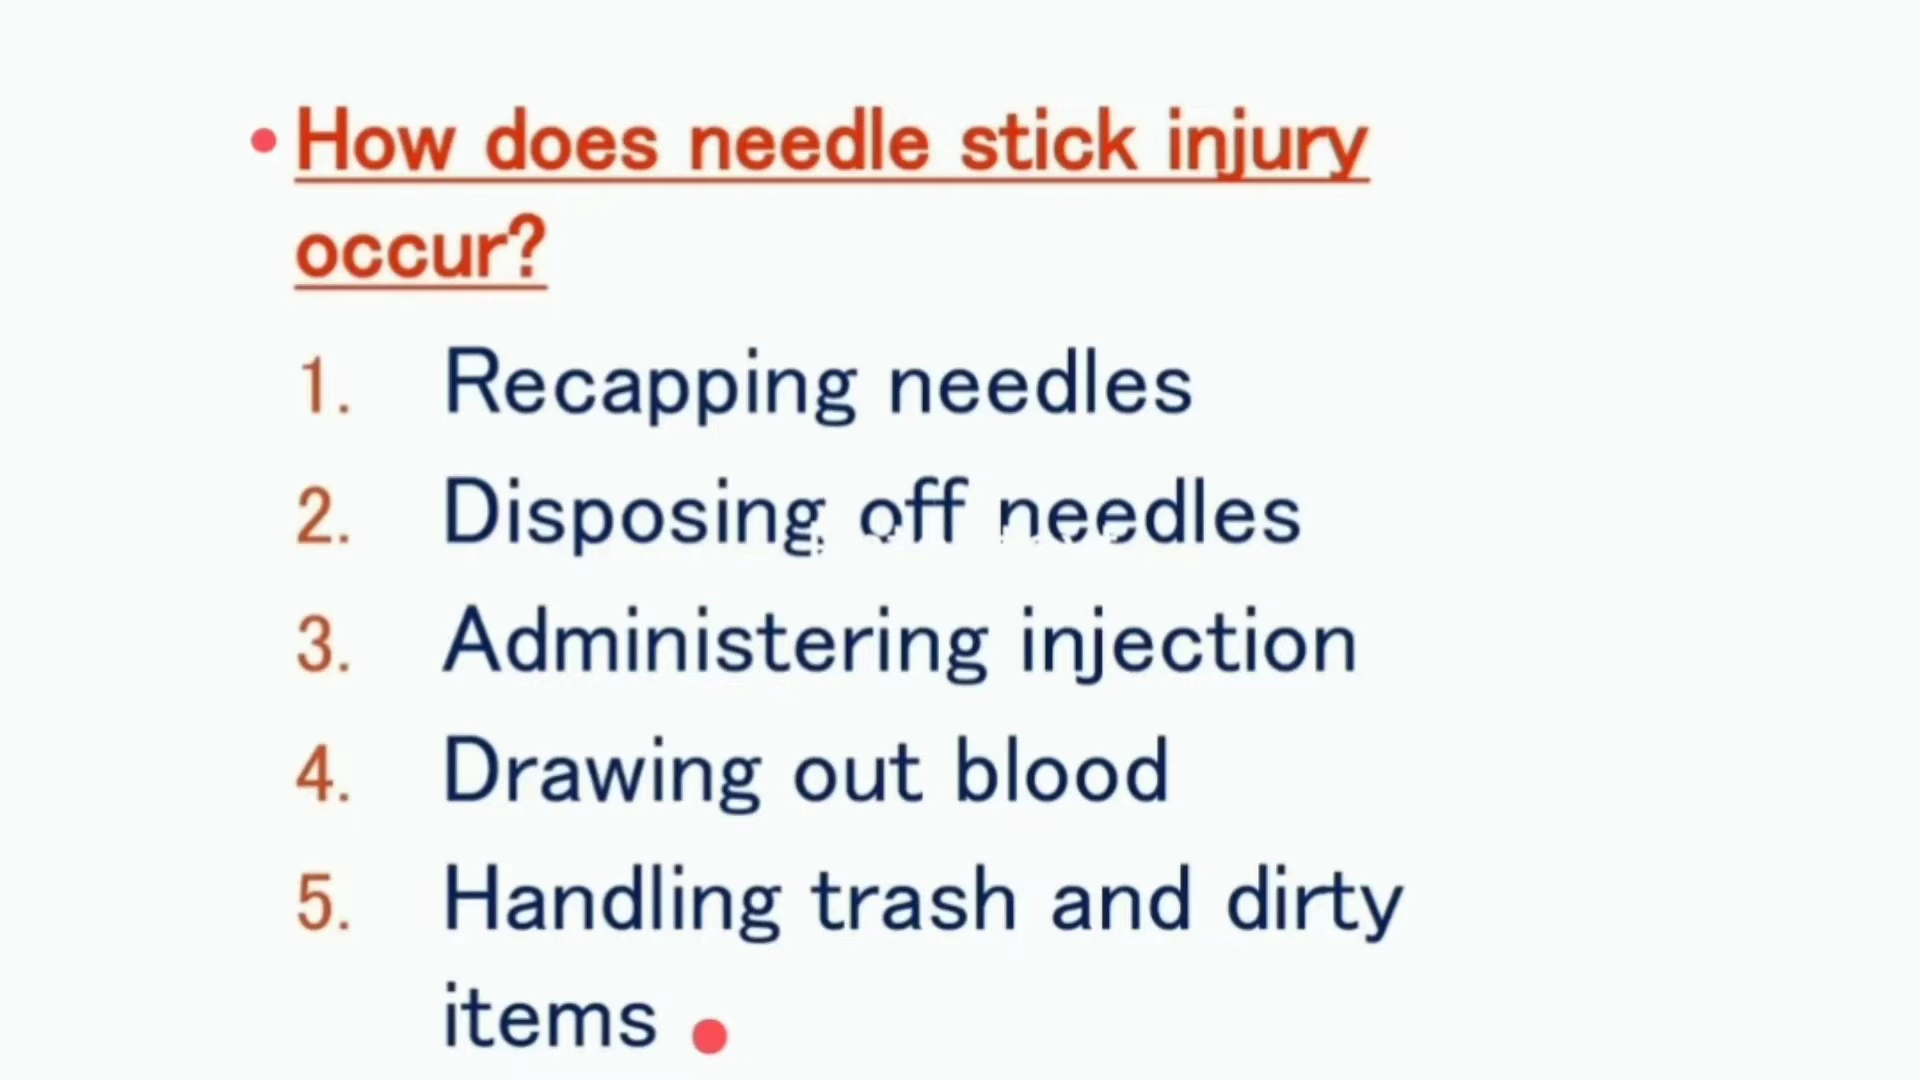 • How does needle stick injury
occur?
1. Recapping needles
2. Disposing off needles
3. Administering injection
4. Drawing out blood
5. Handling trash and dirty
items